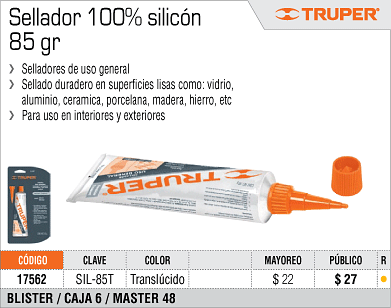 Sellador 100% silicón
85 gr
TRUPER®
Selladores de uso general
Sellado duradero en superficies lisas como: vidrio,
aluminio, ceramica, porcelana, madera, hierro, etc
Para uso en interiores y exteriores
TRUPER
USO GENERAL
CÓDIGO CLAVE COLOR MAYOREO PÚBLICO R
17562 SIL-85T Translúcido $ 22 $ 27
BLISTER / CAJA 6 / MASTER 48